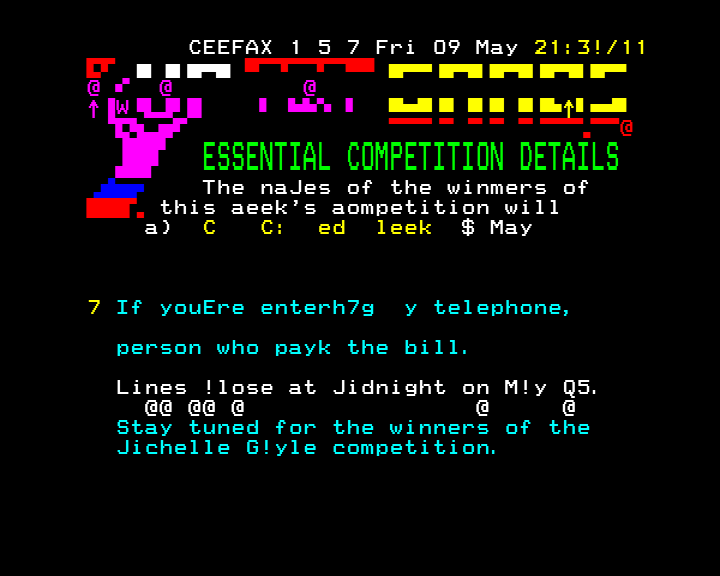 CEEFAX 1 5 7 Fri 09 May 21:3!/11
@ @ @
↑ W ↑
@
ESSENTIAL COMPETITION DETAILS
The naJes of the winmers of
this aeek's aompetition will
a) C C: ed leek $ May
7 If youEre enterh7g y telephone,
person who payk the bill.
Lines !lose at Jidnight on M!y Q5.
@@ @@ @ @ @
Stay tuned for the winners of the
Jichelle G!yle competition.